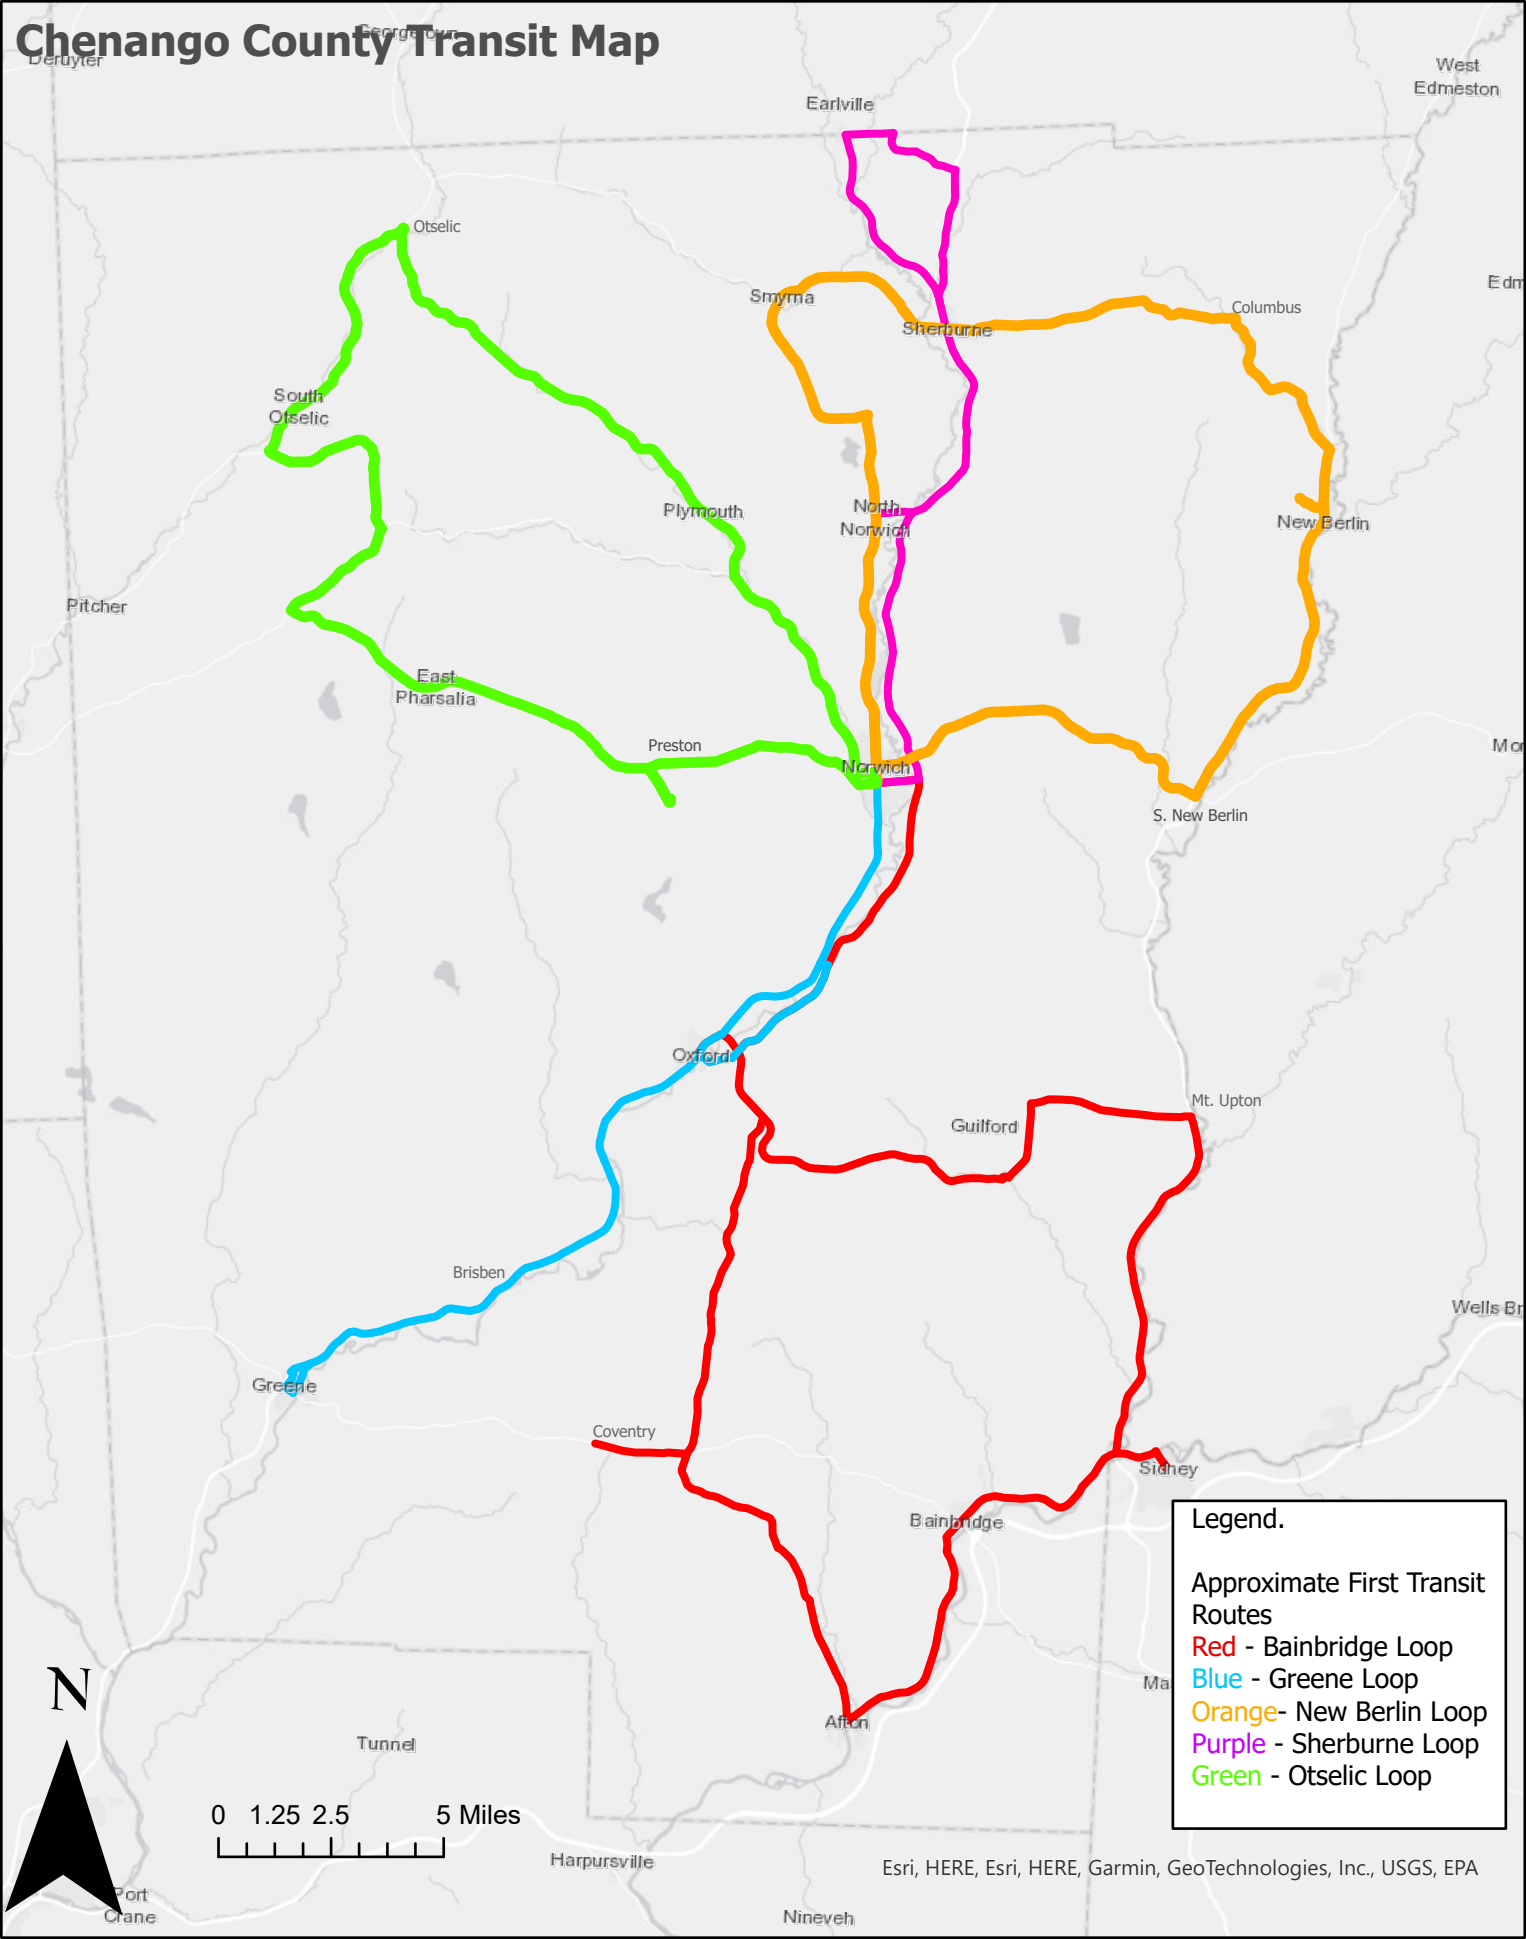 Chenango County Transit Map
Georgetown
Deruyter
West
Edmeston
Earlville
Otselic
Edm
Smyrna
Columbus
Sherburne
South
Otselic
Plymouth
North
Norwich
New Berlin
Pitcher
East
Pharsalia
Preston
Norwich
Mor
S. New Berlin
Oxford
Mt. Upton
Guilford
Brisben
Wells Br
Greene
Coventry
Sidney
Bainbridge
Afton
Ma
Tunnel
Harpursville
Port
Crane
Nineveh
N
0 1.25 2.5 5 Miles
Legend.
Approximate First Transit
Routes
Red - Bainbridge Loop
Blue - Greene Loop
Orange- New Berlin Loop
Purple - Sherburne Loop
Green - Otselic Loop
Esri, HERE, Esri, HERE, Garmin, GeoTechnologies, Inc., USGS, EPA